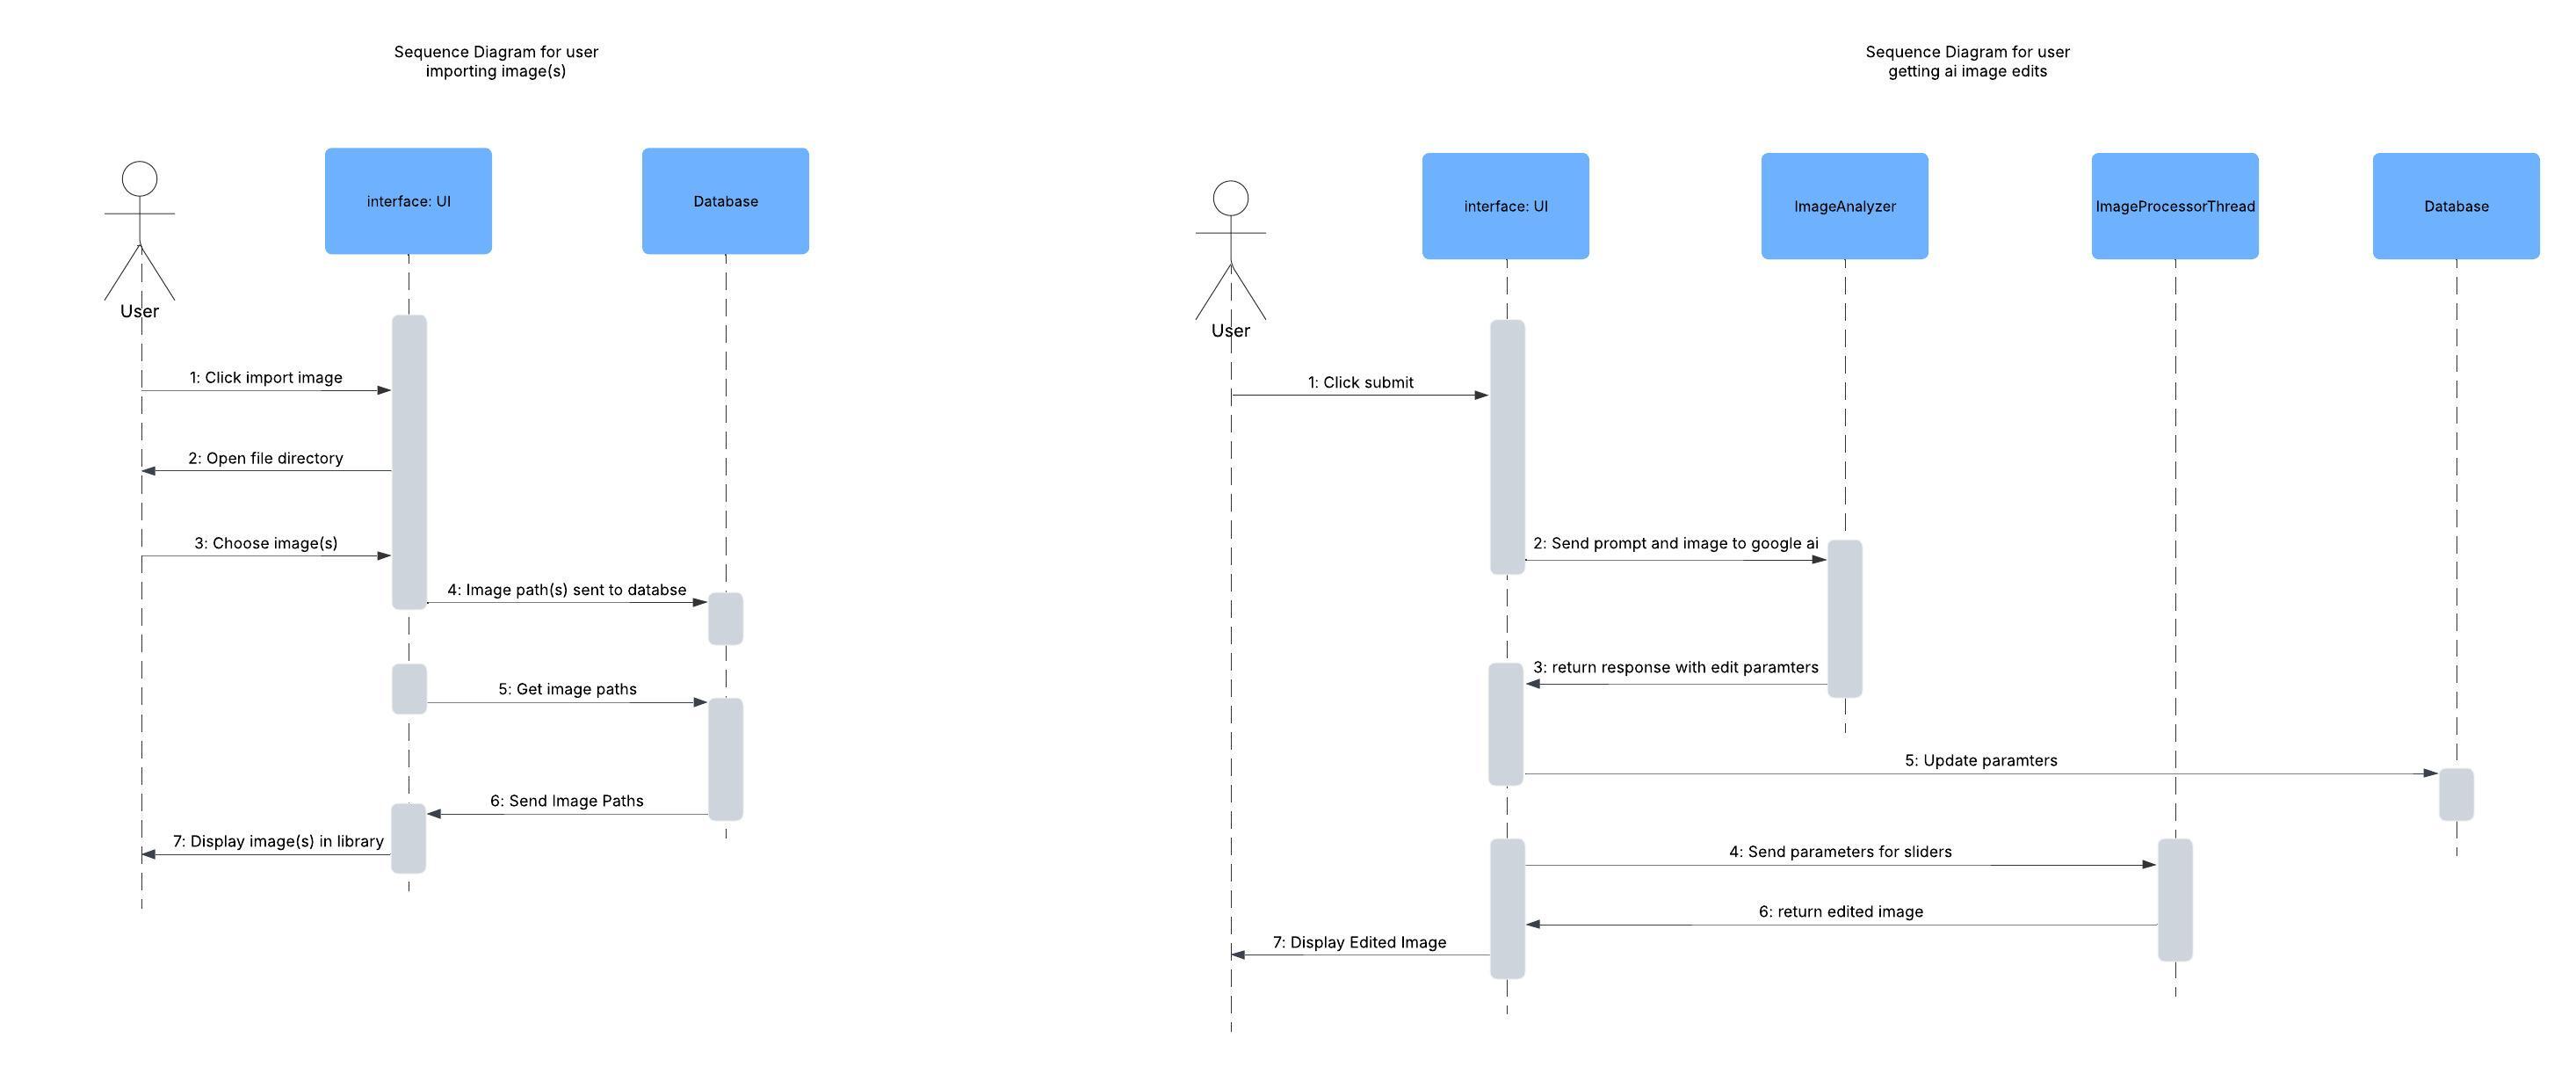 Sequence Diagram for user
importing image(s)
interface: UI
Database
User
1: Click import image
2: Open file directory
3: Choose image(s)
4: Image path(s) sent to databse
5: Get image paths
6: Send Image Paths
7: Display image(s) in library
Sequence Diagram for user
getting ai image edits
interface: UI
ImageAnalyzer
ImageProcessorThread
Database
User
1: Click submit
2: Send prompt and image to google ai
3: return response with edit paramters
5: Update paramters
4: Send parameters for sliders
6: return edited image
7: Display Edited Image